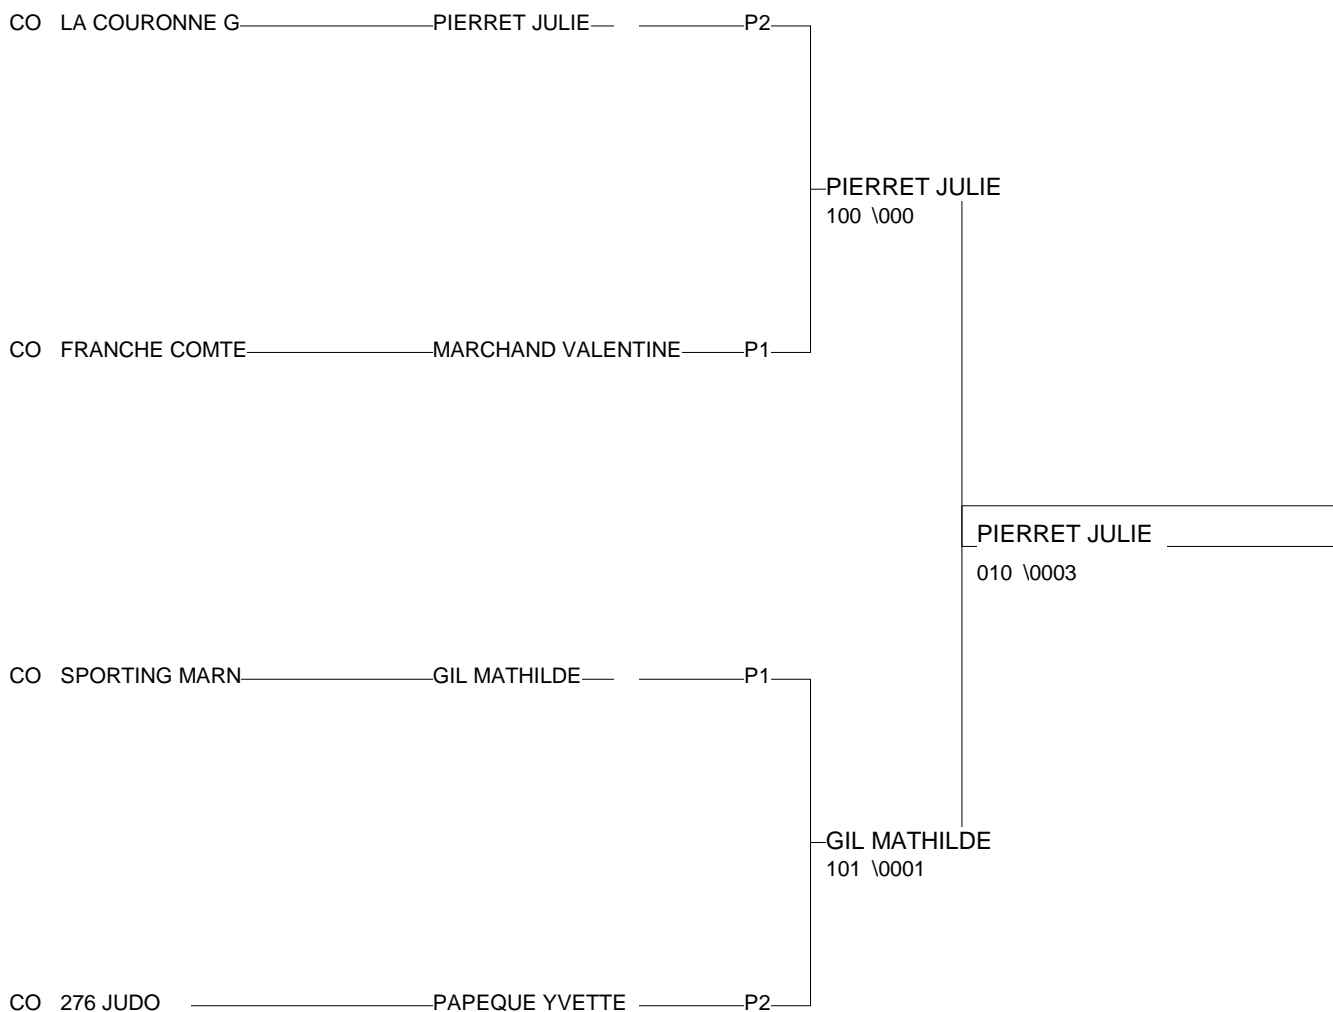 CO LA COURONNE G PIERRET JULIE P2
PIERRET JULIE
100 \000
CO FRANCHE COMTE MARCHAND VALENTINE P1
PIERRET JULIE
010 \0003
CO SPORTING MARN GIL MATHILDE P1
GIL MATHILDE
101 \0001
CO 276 JUDO PAPEQUE YVETTE P2